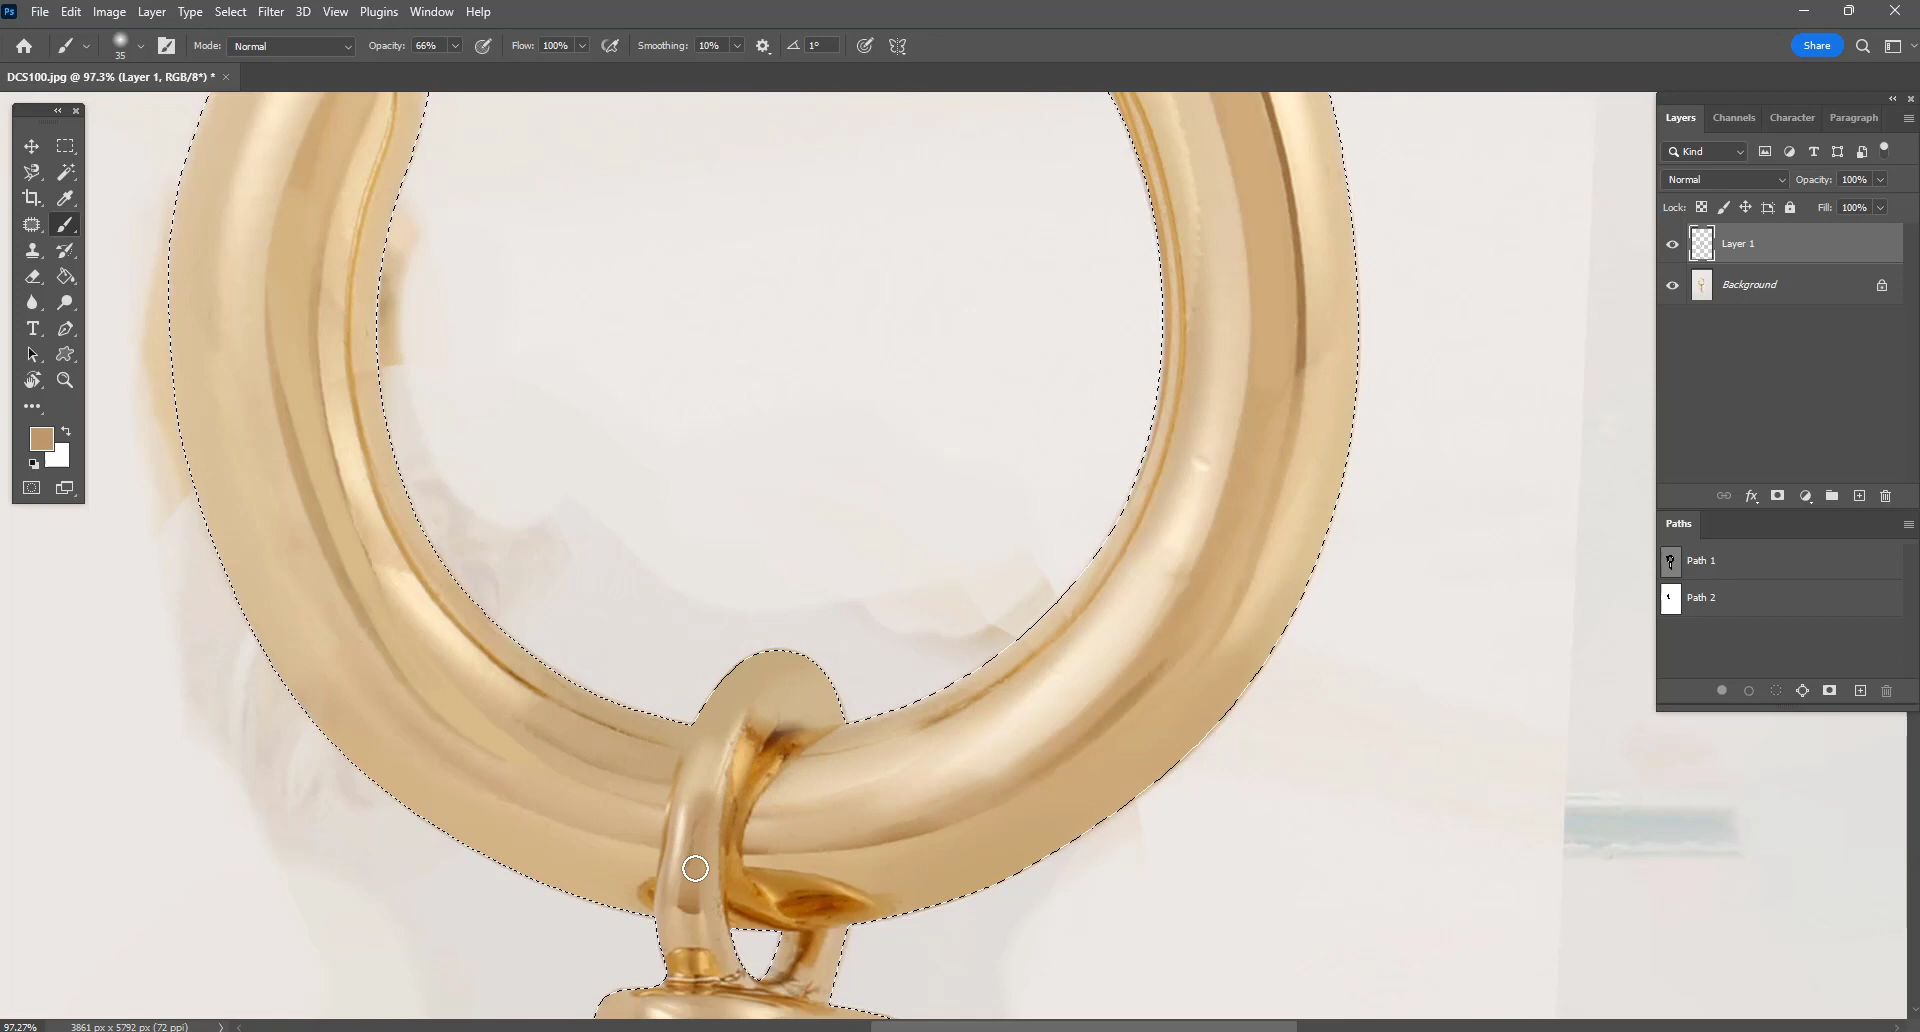 Ps File Edit Image Layer Type Select Filter 3D View Plugins Window Help
35 Mode: Normal Opacity: 66% Flow: 100% Smoothing: 10% 1° Share
DCS100.jpg @ 97.3% (Layer 1, RGB/8*) *
Layers Channels Character Paragraph
Kind
Normal Opacity: 100%
Lock: Fill: 100%
Layer 1
Background
fx
Paths
Path 1
Path 2
97.27% 3861 px x 5792 px (72 ppi)